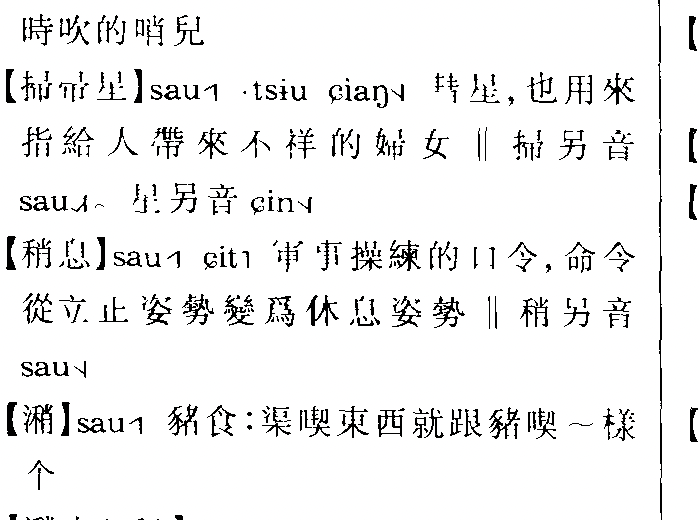 時吹的哨兒
【掃帚星】sau˧ ·tsiu ɕiaŋ˨ 彗星,也用來
指給人帶來不祥的婦女 ‖ 掃另音
sau 星另音 ɕin
【稍息】sau˧ ɕit˥ 軍事操練的口令,命令
從立止姿勢變爲休息姿勢 ‖ 稍另音
sau
【潲】sau˧ 豬食:渠喫東西就跟豬喫~樣
个